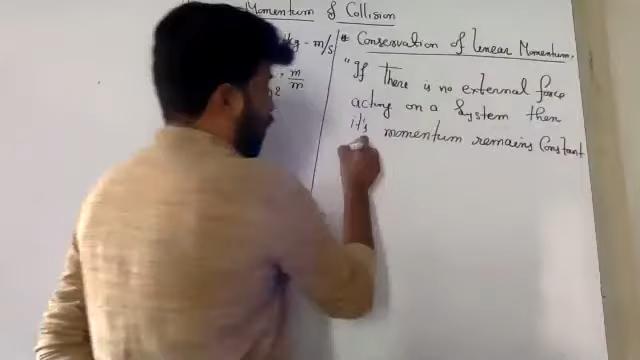 Momentum of Collision
kg-m/s
m
m
* Conservation of linear Momentum.
"If There is no external force
acting on a System then
it's momentum remains Constant